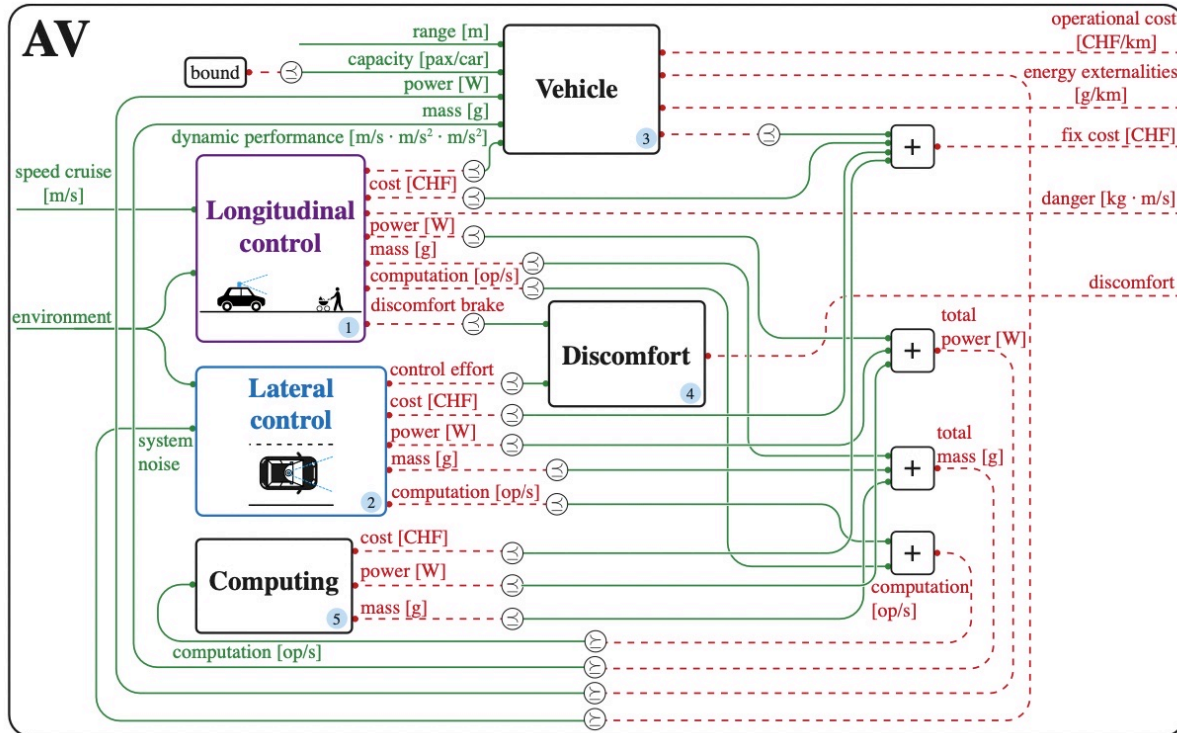 AV
range [m]
operational cost
[CHF/km]
bound
capacity [pax/car]
Vehicle
energy externalities
[g/km]
power [W]
mass [g]
dynamic performance [m/s · m/s² · m/s²]
3
fix cost [CHF]
+
speed cruise
[m/s]
Longitudinal
control
cost [CHF]
danger [kg · m/s]
power [W]
mass [g]
computation [op/s]
discomfort brake
1
environment
discomfort
Discomfort
4
total
power [W]
+
Lateral
control
control effort
cost [CHF]
power [W]
mass [g]
computation [op/s]
2
system
noise
total
mass [g]
+
+
computation
[op/s]
Computing
cost [CHF]
power [W]
mass [g]
5
computation [op/s]